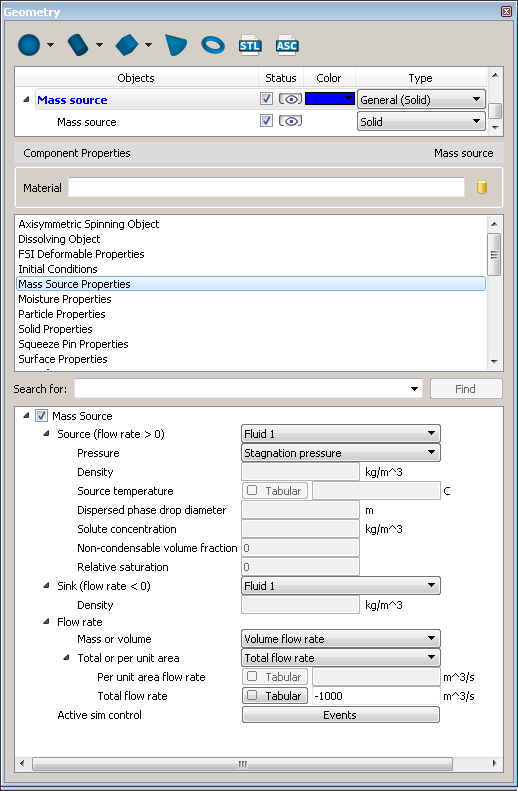 Geometry
STL ASC
Objects Status Color Type
Mass source General (Solid)
Mass source Solid
Component Properties Mass source
Material
Axisymmetric Spinning Object
Dissolving Object
FSI Deformable Properties
Initial Conditions
Mass Source Properties
Moisture Properties
Particle Properties
Solid Properties
Squeeze Pin Properties
Surface Properties
Search for: Find
Mass Source
Source (flow rate > 0) Fluid 1
Pressure Stagnation pressure
Density kg/m^3
Source temperature Tabular C
Dispersed phase drop diameter m
Solute concentration kg/m^3
Non-condensable volume fraction 0
Relative saturation 0
Sink (flow rate < 0) Fluid 1
Density kg/m^3
Flow rate
Mass or volume Volume flow rate
Total or per unit area Total flow rate
Per unit area flow rate Tabular m^3/s
Total flow rate Tabular -1000 m^3/s
Active sim control Events